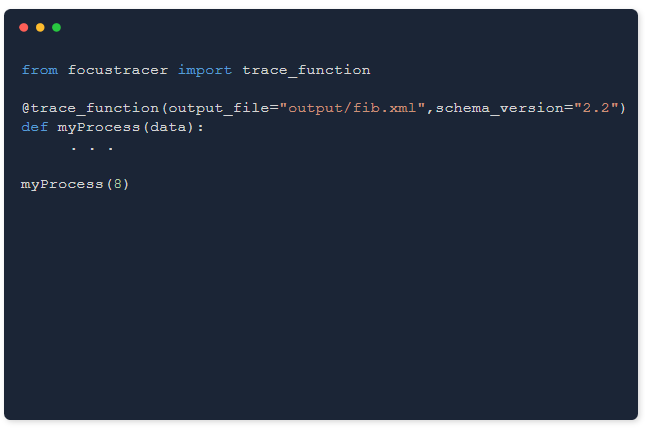 from focustracer import trace_function
@trace_function(output_file="output/fib.xml",schema_version="2.2")
def myProcess(data):
. . .
myProcess(8)